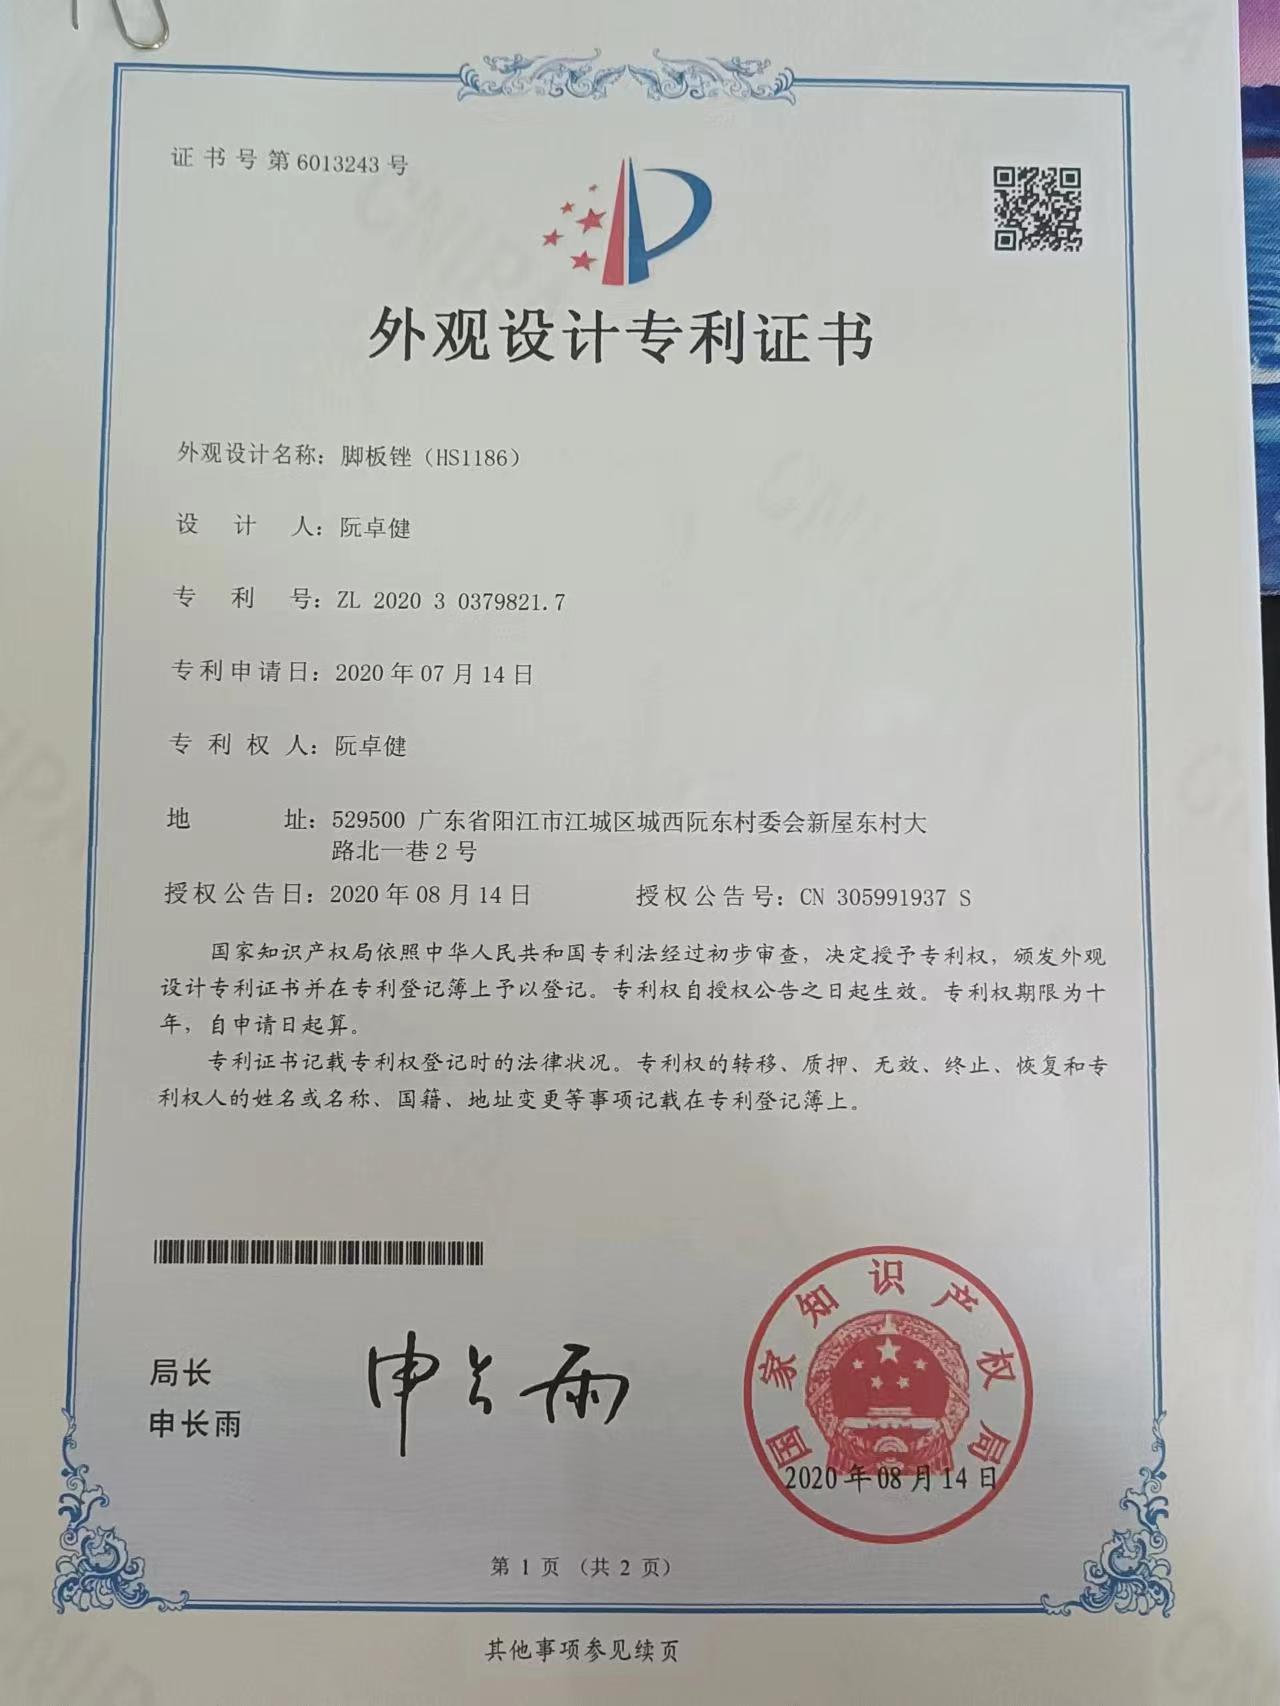 证书号第6013243号
外观设计专利证书
外观设计名称：脚板锉（HS1186）
设计人：阮卓健
专利号：ZL 2020 3 0379821.7
专利申请日：2020年07月14日
专利权人：阮卓健
地址：529500 广东省阳江市江城区城西阮东村委会新屋东村大
路北一巷2号
授权公告日：2020年08月14日 授权公告号：CN 305991937 S
国家知识产权局依照中华人民共和国专利法经过初步审查，决定授予专利权，颁发外观
设计专利证书并在专利登记簿上予以登记。专利权自授权公告之日起生效。专利权期限为十
年，自申请日起算。
专利证书记载专利权登记时的法律状况。专利权的转移、质押、无效、终止、恢复和专
利权人的姓名或名称、国籍、地址变更等事项记载在专利登记簿上。
局长
申长雨
申长雨
国家知识产权局
2020年08月14日
第 1 页 （共 2 页）
其他事项参见续页